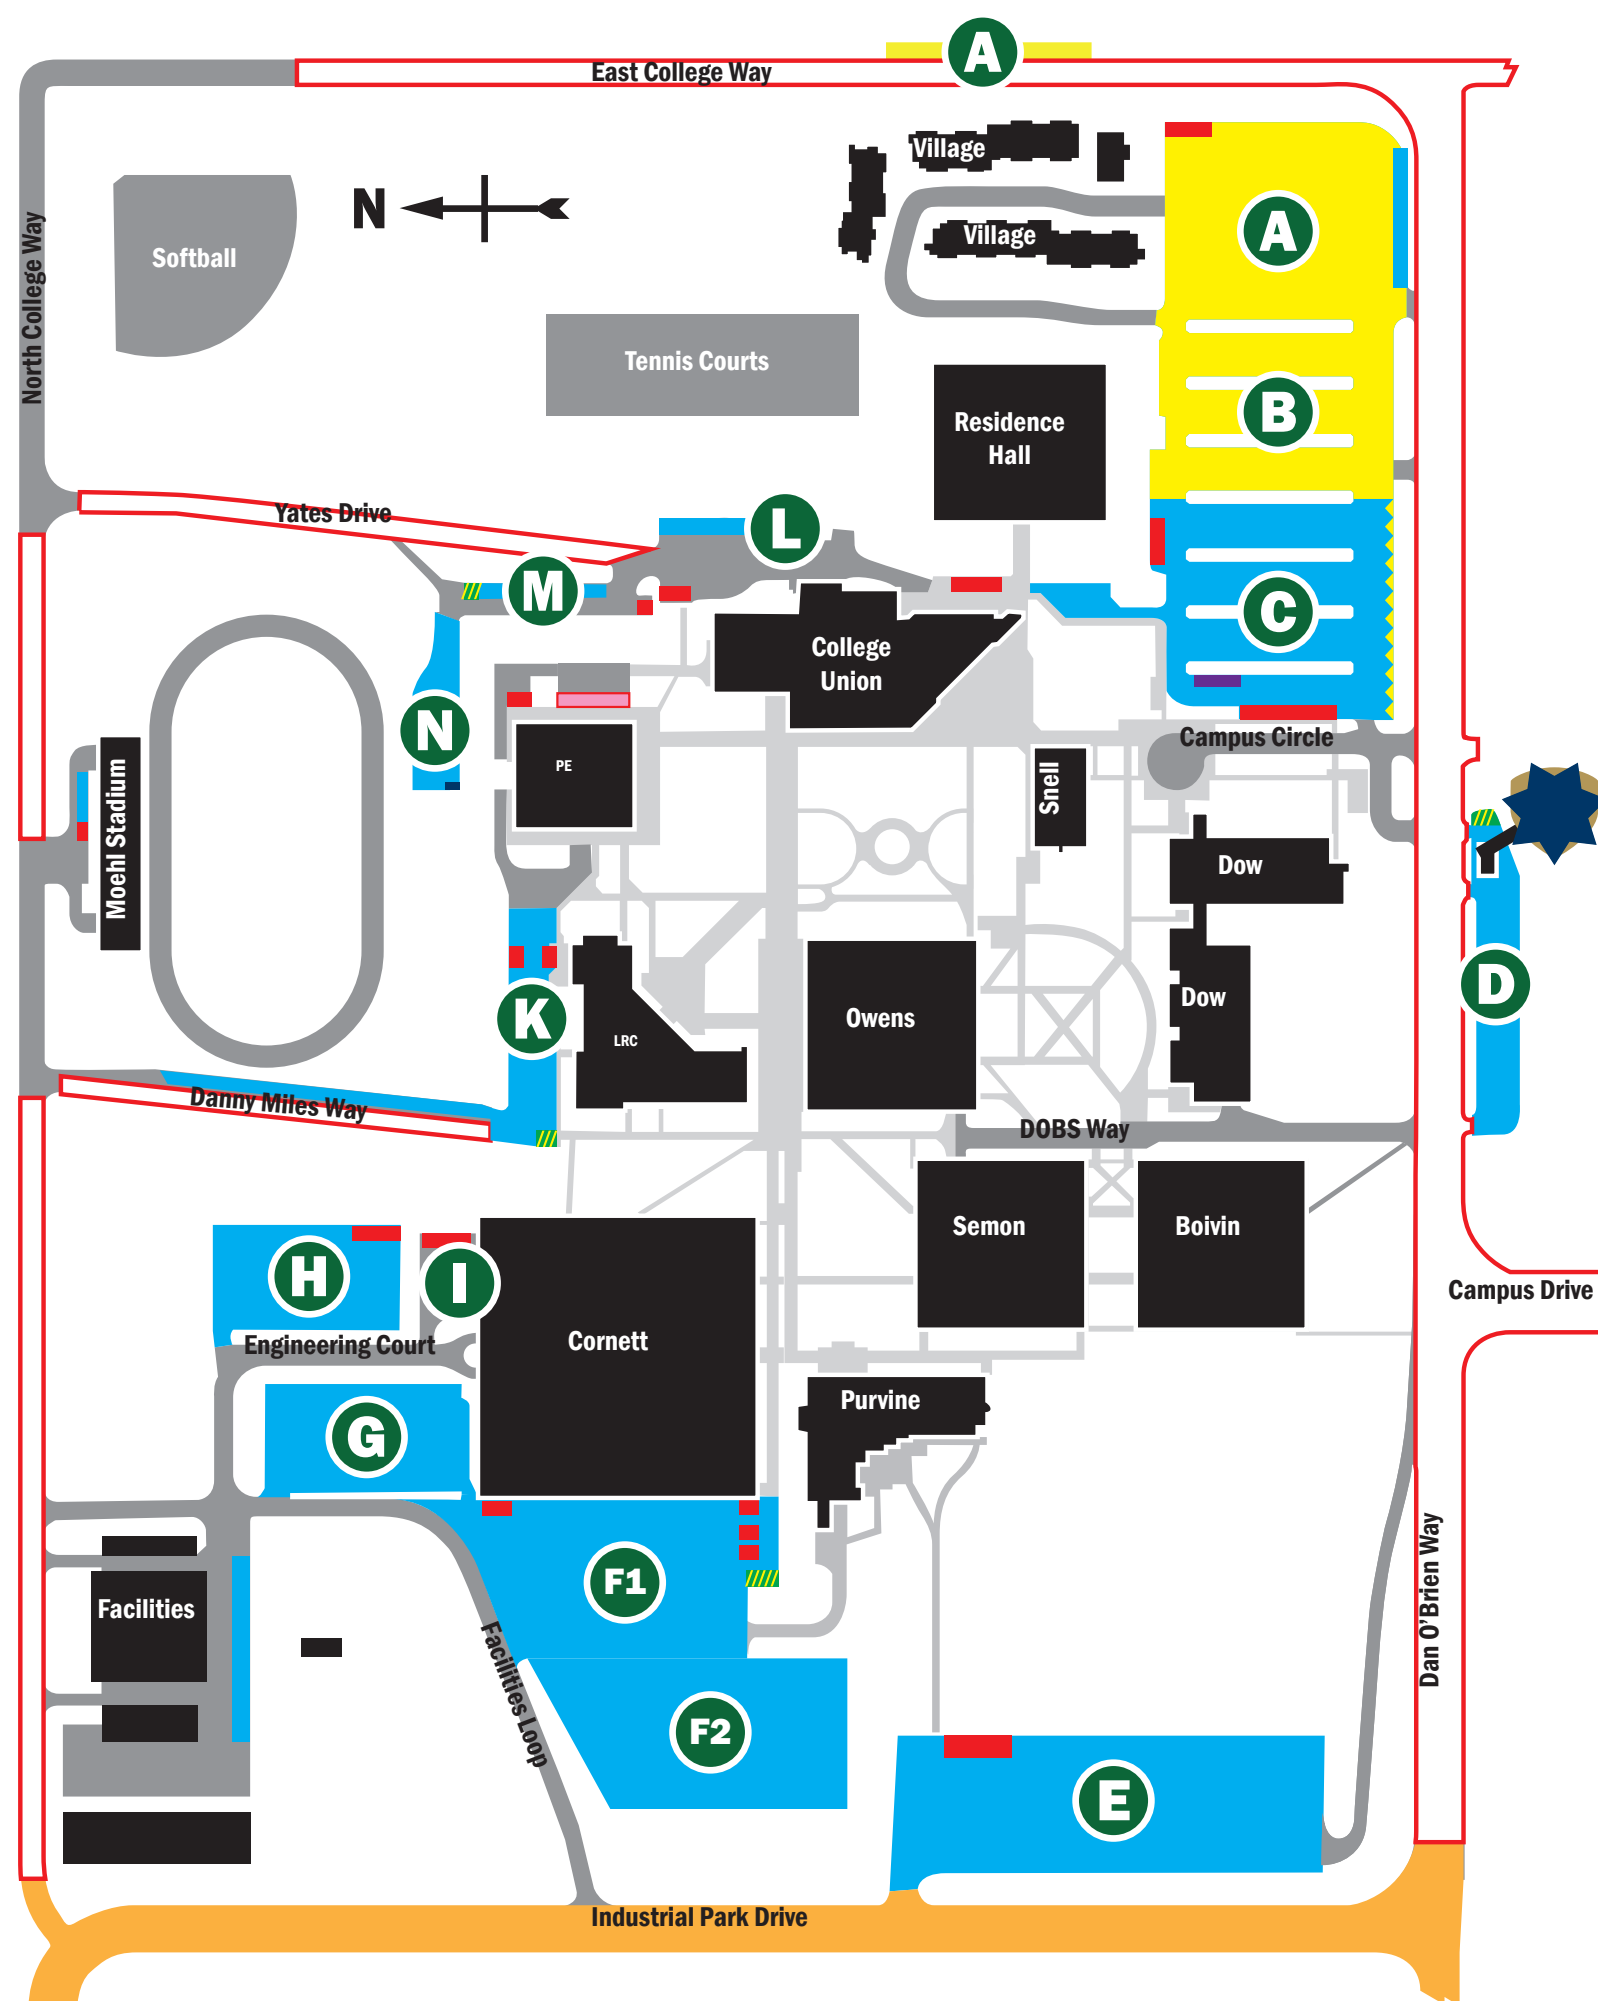 A
East College Way
Village
N
A
North College Way
Softball
Village
Tennis Courts
B
Residence
Hall
Yates Drive
L
M
C
College
Union
N
Campus Circle
PE
Snell
Moehl Stadium
Dow
D
Dow
K
Owens
LRC
Danny Miles Way
DOBS Way
Semon
Boivin
H
I
Campus Drive
Engineering Court
Cornett
Purvine
G
F1
Facilities
Dan O'Brien Way
Facilities Loop
F2
E
Industrial Park Drive